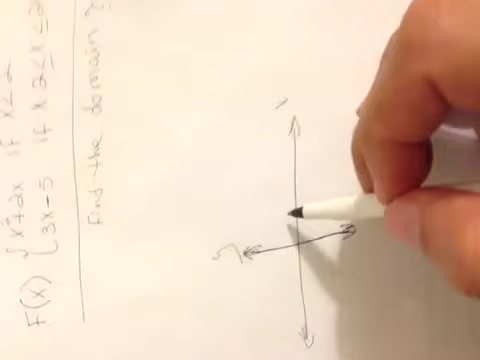 F(x) { x²+2x if x<2
3x-5 if
Find the domain?